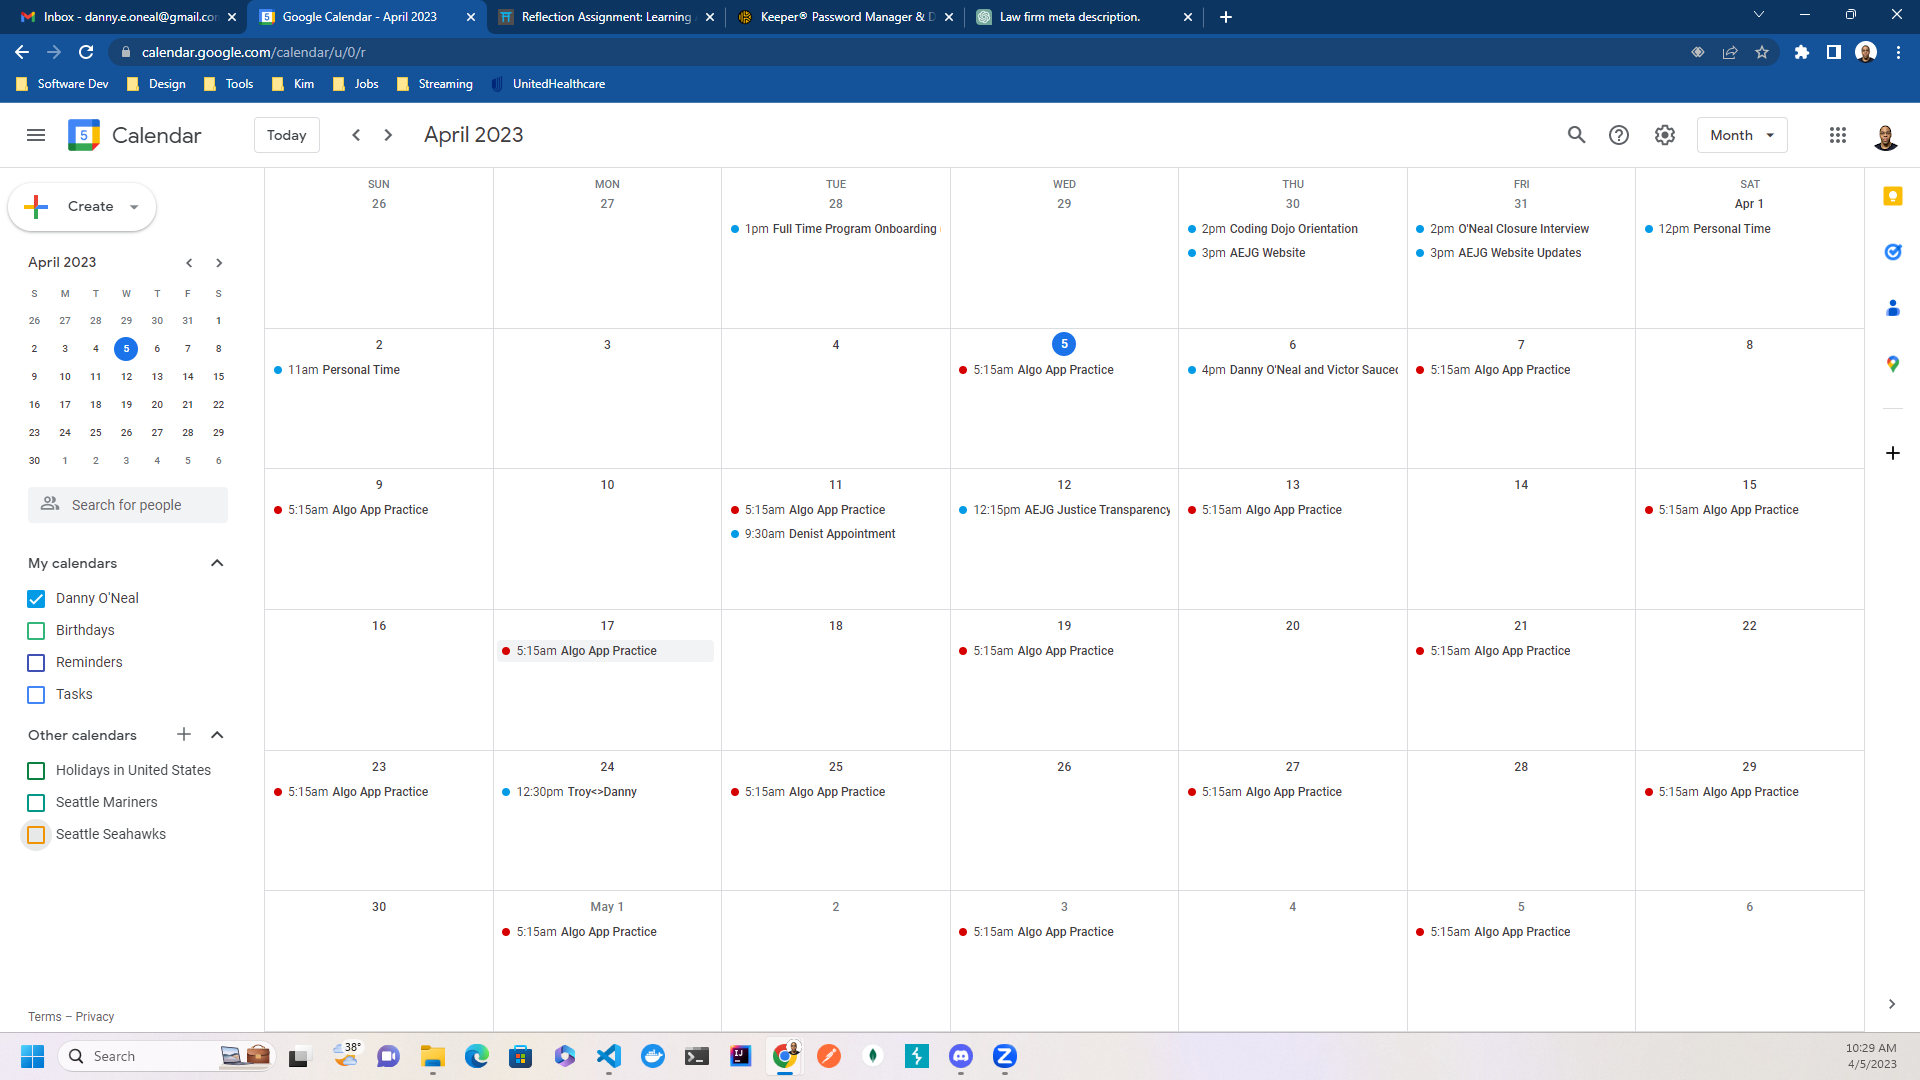 Inbox - danny.e.oneal@gmail.co
Google Calendar - April 2023
Reflection Assignment: Learning
Keeper® Password Manager & D
Law firm meta description.
calendar.google.com/calendar/u/0/r
Software Dev
Design
Tools
Kim
Jobs
Streaming
UnitedHealthcare
5
Calendar
Today
April 2023
Month
Create
April 2023
S M T W T F S
26 27 28 29 30 31 1
2 3 4 5 6 7 8
9 10 11 12 13 14 15
16 17 18 19 20 21 22
23 24 25 26 27 28 29
30 1 2 3 4 5 6
Search for people
My calendars
Danny O'Neal
Birthdays
Reminders
Tasks
Other calendars
Holidays in United States
Seattle Mariners
Seattle Seahawks
Terms – Privacy
SUN MON TUE WED THU FRI SAT
26 27 28 29 30 31 Apr 1
1pm Full Time Program Onboarding
2pm Coding Dojo Orientation
3pm AEJG Website
2pm O'Neal Closure Interview
3pm AEJG Website Updates
12pm Personal Time
2 3 4 5 6 7 8
11am Personal Time
5:15am Algo App Practice
4pm Danny O'Neal and Victor Sauced
5:15am Algo App Practice
9 10 11 12 13 14 15
5:15am Algo App Practice
5:15am Algo App Practice
9:30am Denist Appointment
12:15pm AEJG Justice Transparency
5:15am Algo App Practice
5:15am Algo App Practice
16 17 18 19 20 21 22
5:15am Algo App Practice
5:15am Algo App Practice
5:15am Algo App Practice
23 24 25 26 27 28 29
5:15am Algo App Practice
12:30pm Troy<>Danny
5:15am Algo App Practice
5:15am Algo App Practice
5:15am Algo App Practice
30 May 1 2 3 4 5 6
5:15am Algo App Practice
5:15am Algo App Practice
5:15am Algo App Practice
Search
38°
10:29 AM
4/5/2023